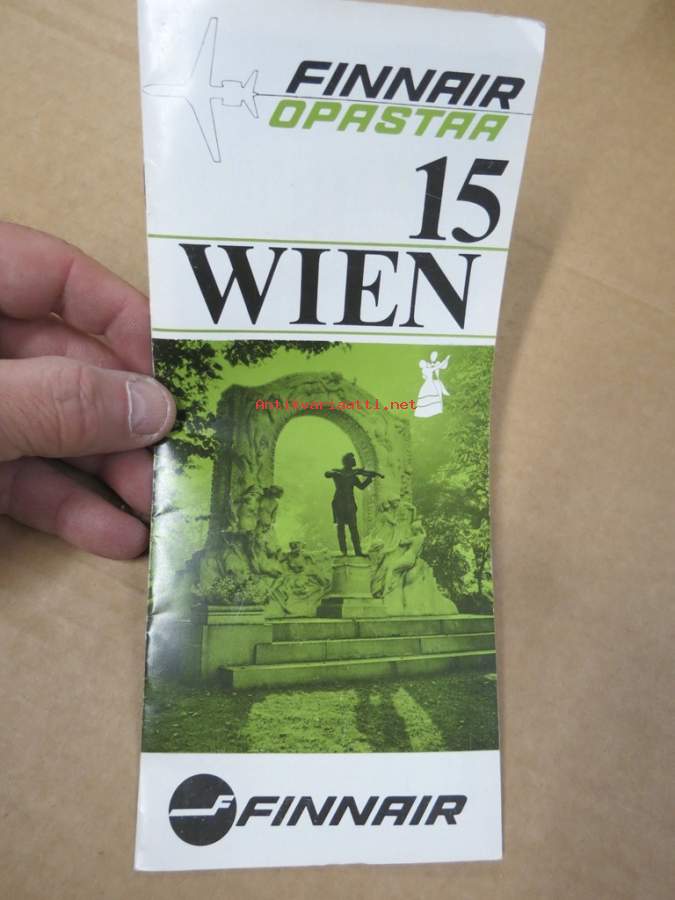 FINNAIR
OPASTAA
15
WIEN
Antikvariaatti.net
FINNAIR